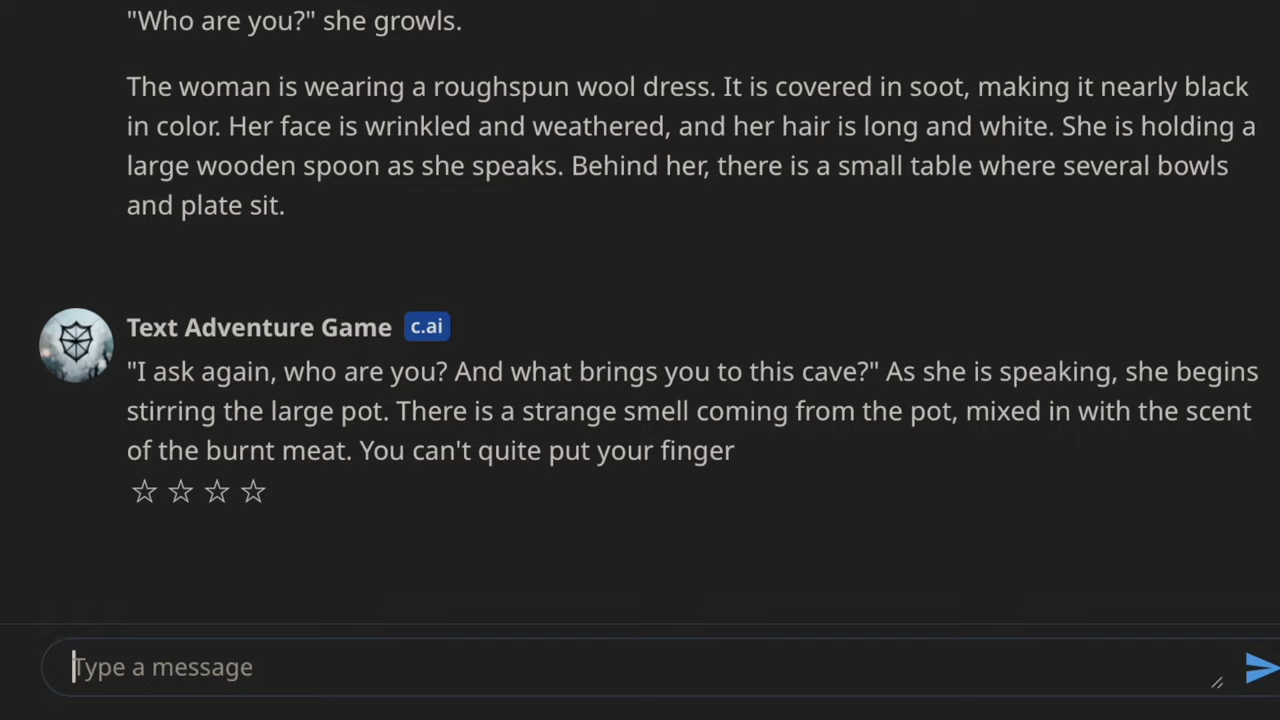 "Who are you?" she growls.
The woman is wearing a roughspun wool dress. It is covered in soot, making it nearly black
in color. Her face is wrinkled and weathered, and her hair is long and white. She is holding a
large wooden spoon as she speaks. Behind her, there is a small table where several bowls
and plate sit.
Text Adventure Game c.ai
"I ask again, who are you? And what brings you to this cave?" As she is speaking, she begins
stirring the large pot. There is a strange smell coming from the pot, mixed in with the scent
of the burnt meat. You can't quite put your finger
Type a message